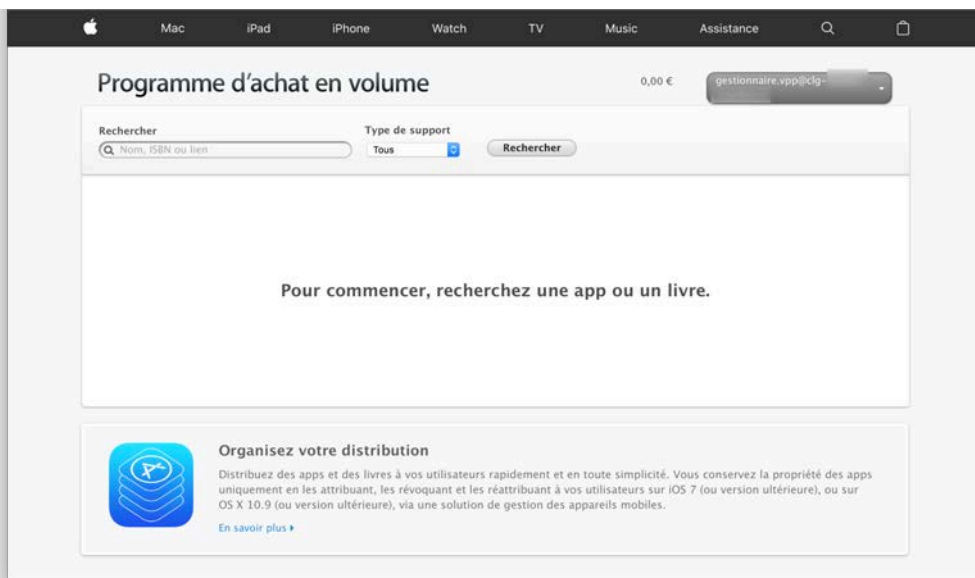 Mac iPad iPhone Watch TV Music Assistance
Programme d'achat en volume
0,00 €
gestionnaire.vpp@clg-
Rechercher
Type de support
Nom, ISBN ou lien
Tous
Rechercher
Pour commencer, recherchez une app ou un livre.
Organisez votre distribution
Distribuez des apps et des livres à vos utilisateurs rapidement et en toute simplicité. Vous conservez la propriété des apps
uniquement en les attribuant, les révoquant et les réattribuant à vos utilisateurs sur iOS 7 (ou version ultérieure), ou sur
OS X 10.9 (ou version ultérieure), via une solution de gestion des appareils mobiles.
En savoir plus